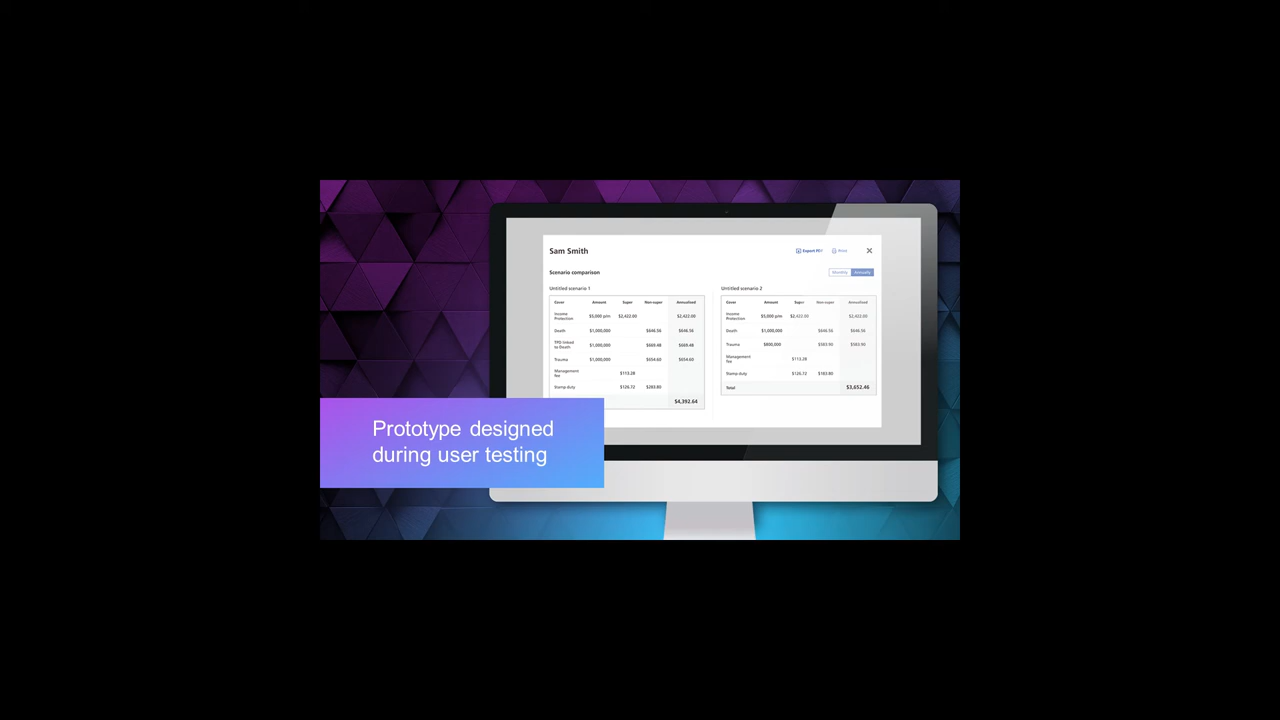 Sam Smith
Export PDF
Print
Scenario comparison
Monthly
Annually
Untitled scenario 1
Cover Amount Super Non-super Annualised
Income
Protection $5,000 p/m $2,422.00 $2,422.00
Death $1,000,000 $646.56 $646.56
TPD linked
to Death $1,000,000 $669.48 $669.48
Trauma $1,000,000 $654.60 $654.60
Management
fee $113.28
Stamp duty $126.72 $283.80
$4,392.64
Untitled scenario 2
Cover Amount Super Non-super Annualised
Income
Protection $5,000 p/m $2,422.00 $2,422.00
Death $1,000,000 $646.56 $646.56
Trauma $800,000 $583.90 $583.90
Management
fee $113.28
Stamp duty $126.72 $183.80
Total $3,652.46
Prototype designed
during user testing